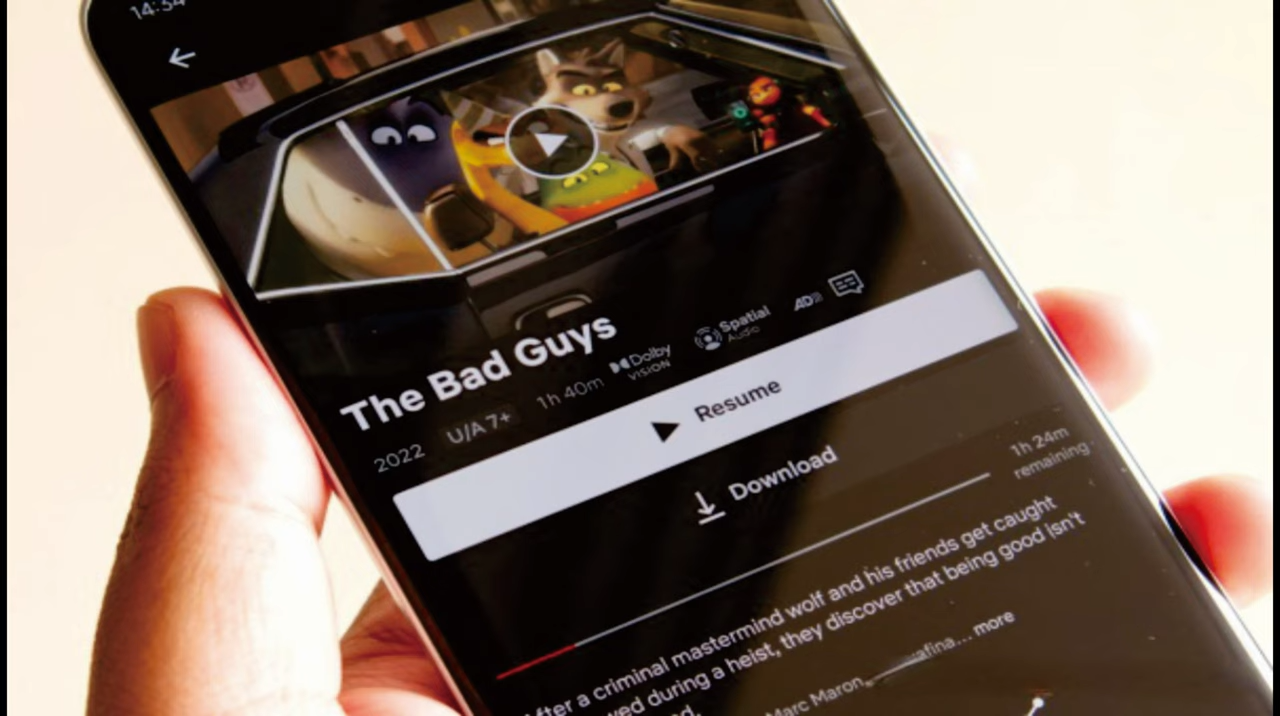 14:54
The Bad Guys
2022 U/A 7+ 1h 40m Dolby VISION Spatial Audio AD
Resume
Download
1h 24m
remaining
After a criminal mastermind wolf and his friends get caught
during a heist, they discover that being good isn't
Marc Maron, ... more